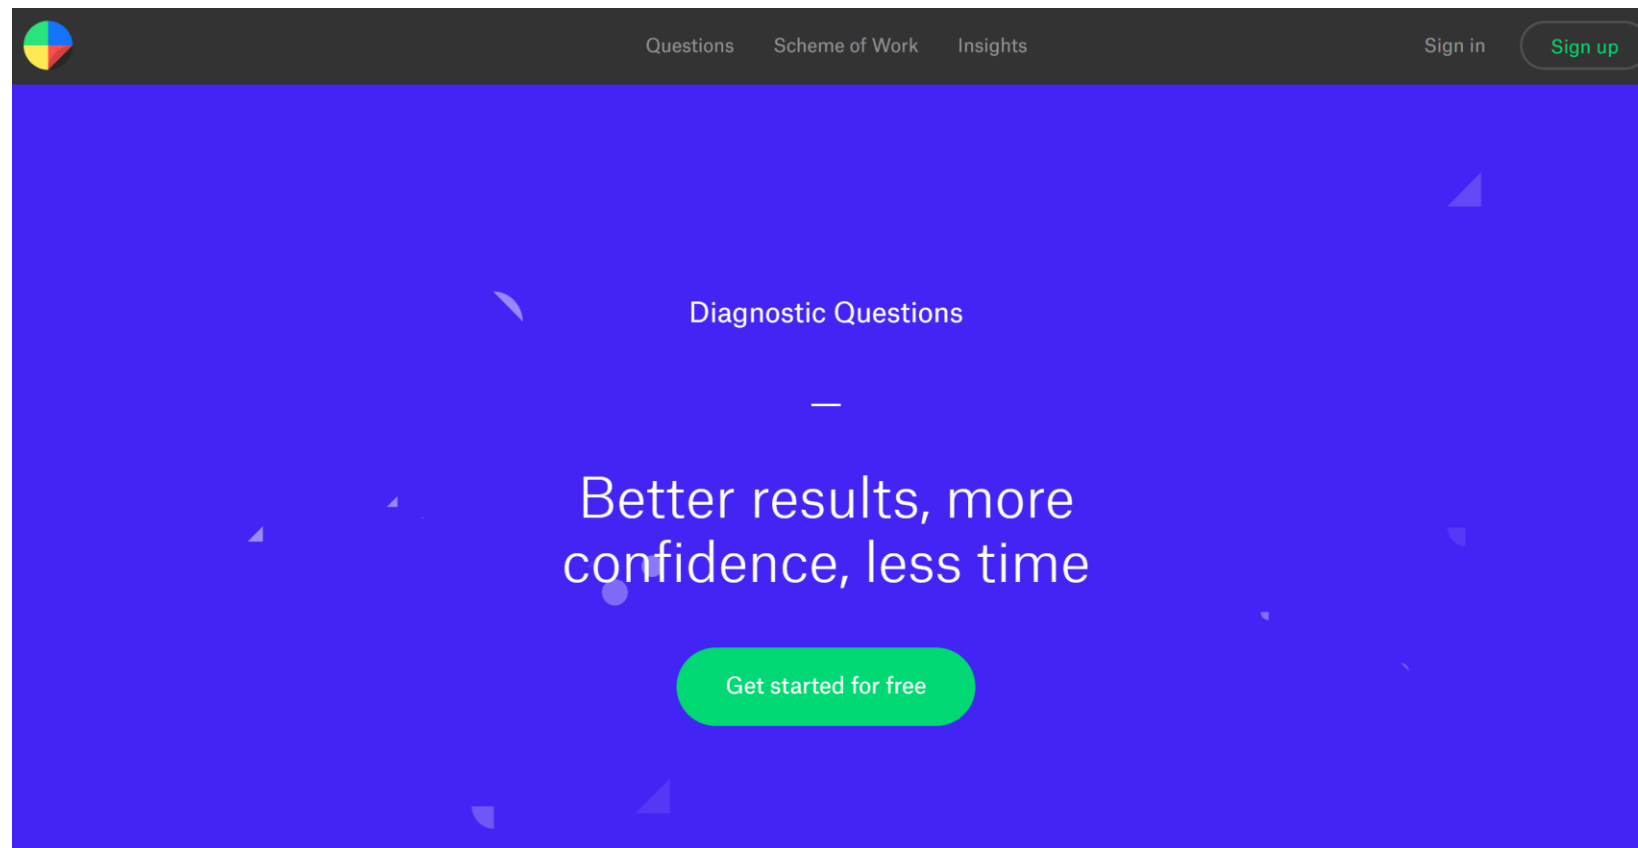 Questions Scheme of Work Insights Sign in Sign up
Diagnostic Questions
—
Better results, more
confidence, less time
Get started for free